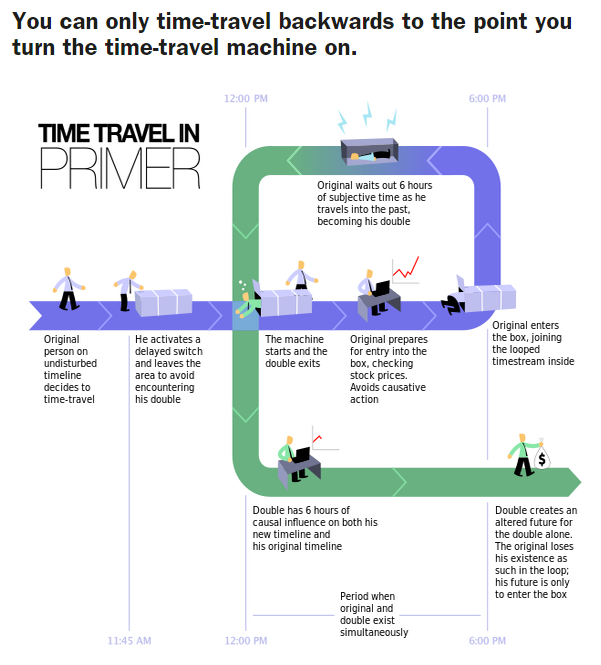 You can only time-travel backwards to the point you
turn the time-travel machine on.
12:00 PM
6:00 PM
TIME TRAVEL IN
PRIMER
Original waits out 6 hours
of subjective time as he
travels into the past,
becoming his double
Original
person on
undisturbed
timeline
decides to
time-travel
He activates a
delayed switch
and leaves the
area to avoid
encountering
his double
The machine
starts and the
double exits
Original prepares
for entry into the
box, checking
stock prices.
Avoids causative
action
Original enters
the box, joining
the looped
timestream inside
$
Double has 6 hours of
causal influence on both his
new timeline and
his original timeline
Double creates an
altered future for
the double alone.
The original loses
his existence as
such in the loop;
his future is only
to enter the box
Period when
original and
double exist
simultaneously
11:45 AM
12:00 PM
6:00 PM